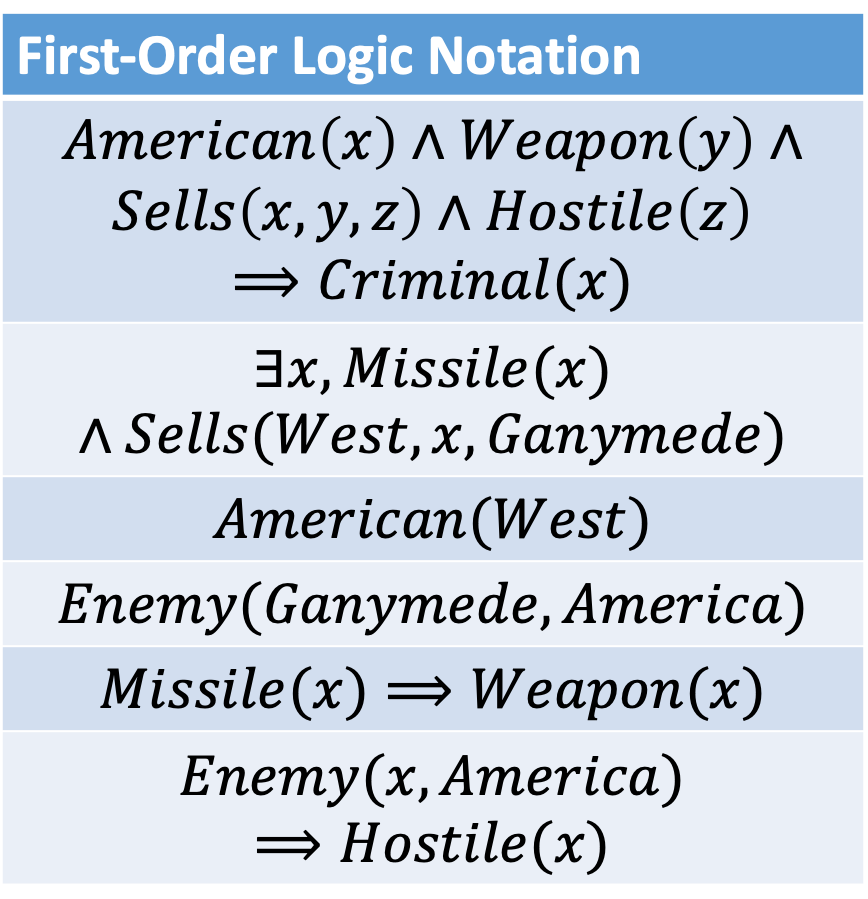 First-Order Logic Notation
American(x) ∧ Weapon(y) ∧
Sells(x, y, z) ∧ Hostile(z)
⟹ Criminal(x)
∃x, Missile(x)
∧ Sells(West, x, Ganymede)
American(West)
Enemy(Ganymede, America)
Missile(x) ⟹ Weapon(x)
Enemy(x, America)
⟹ Hostile(x)